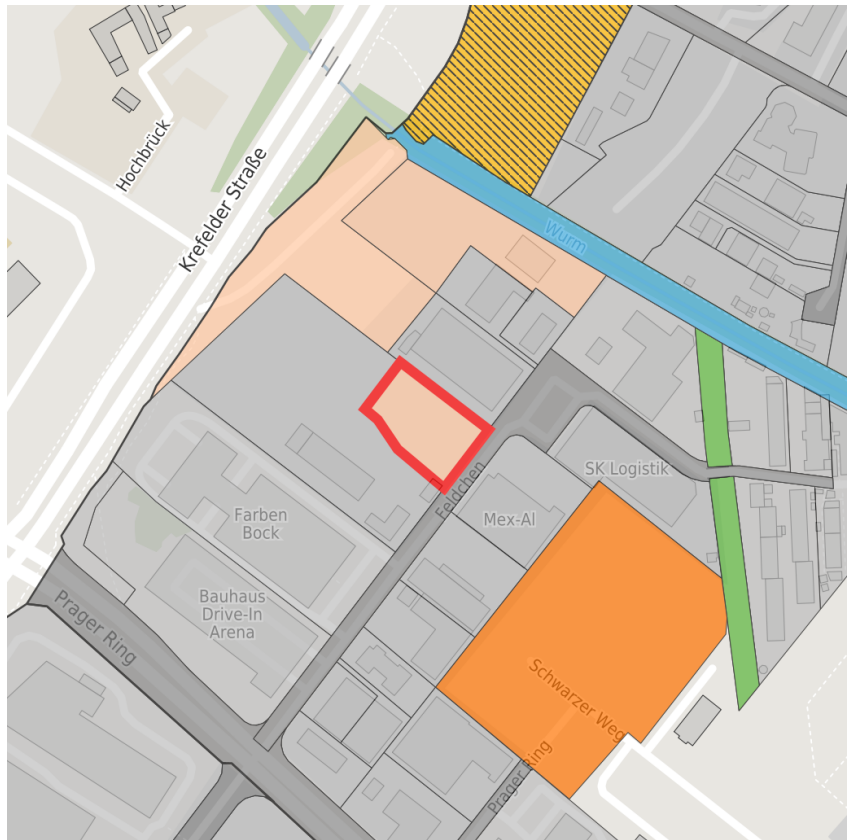 Hochbrück
Krefelder Straße
Wurm
SK Logistik
Feldchen
Mex-Al
Farben
Bock
Bauhaus
Drive-In
Arena
Prager Ring
Schwarzer Weg
Prager Ring